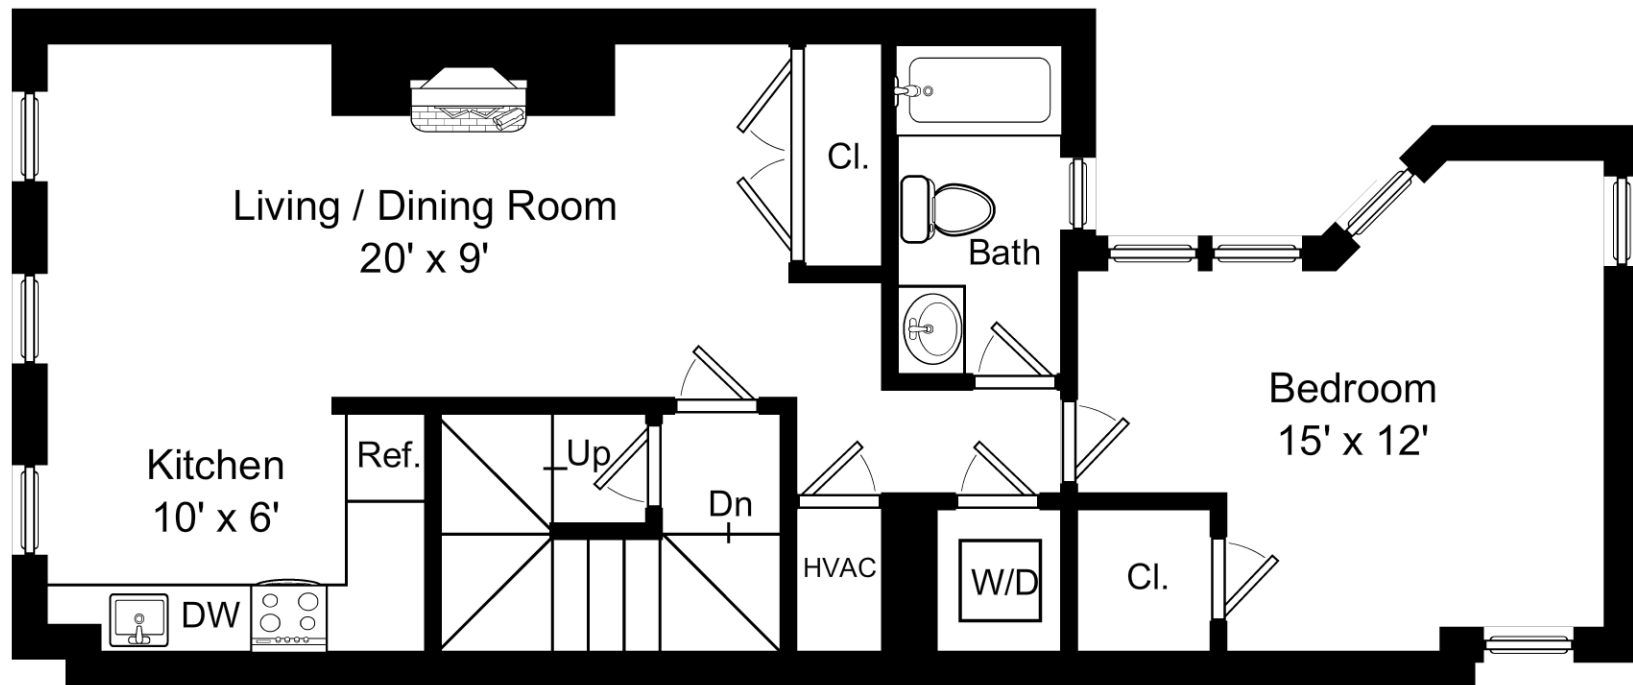 Living / Dining Room
20' x 9'
Cl.
Bath
Bedroom
15' x 12'
Kitchen
10' x 6'
Ref.
Up
Dn
HVAC
W/D
Cl.
DW